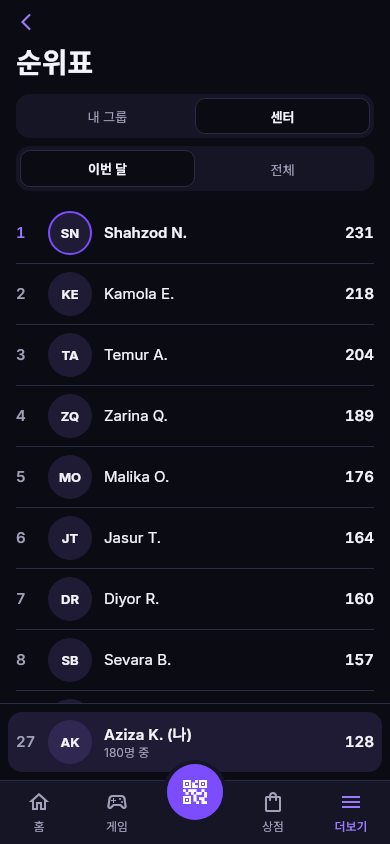 순위표
내 그룹
센터
이번 달
전체
1 SN Shahzod N. 231
2 KE Kamola E. 218
3 TA Temur A. 204
4 ZQ Zarina Q. 189
5 MO Malika O. 176
6 JT Jasur T. 164
7 DR Diyor R. 160
8 SB Sevara B. 157
27 AK Aziza K. (나) 128
180명 중
홈
게임
상점
더보기